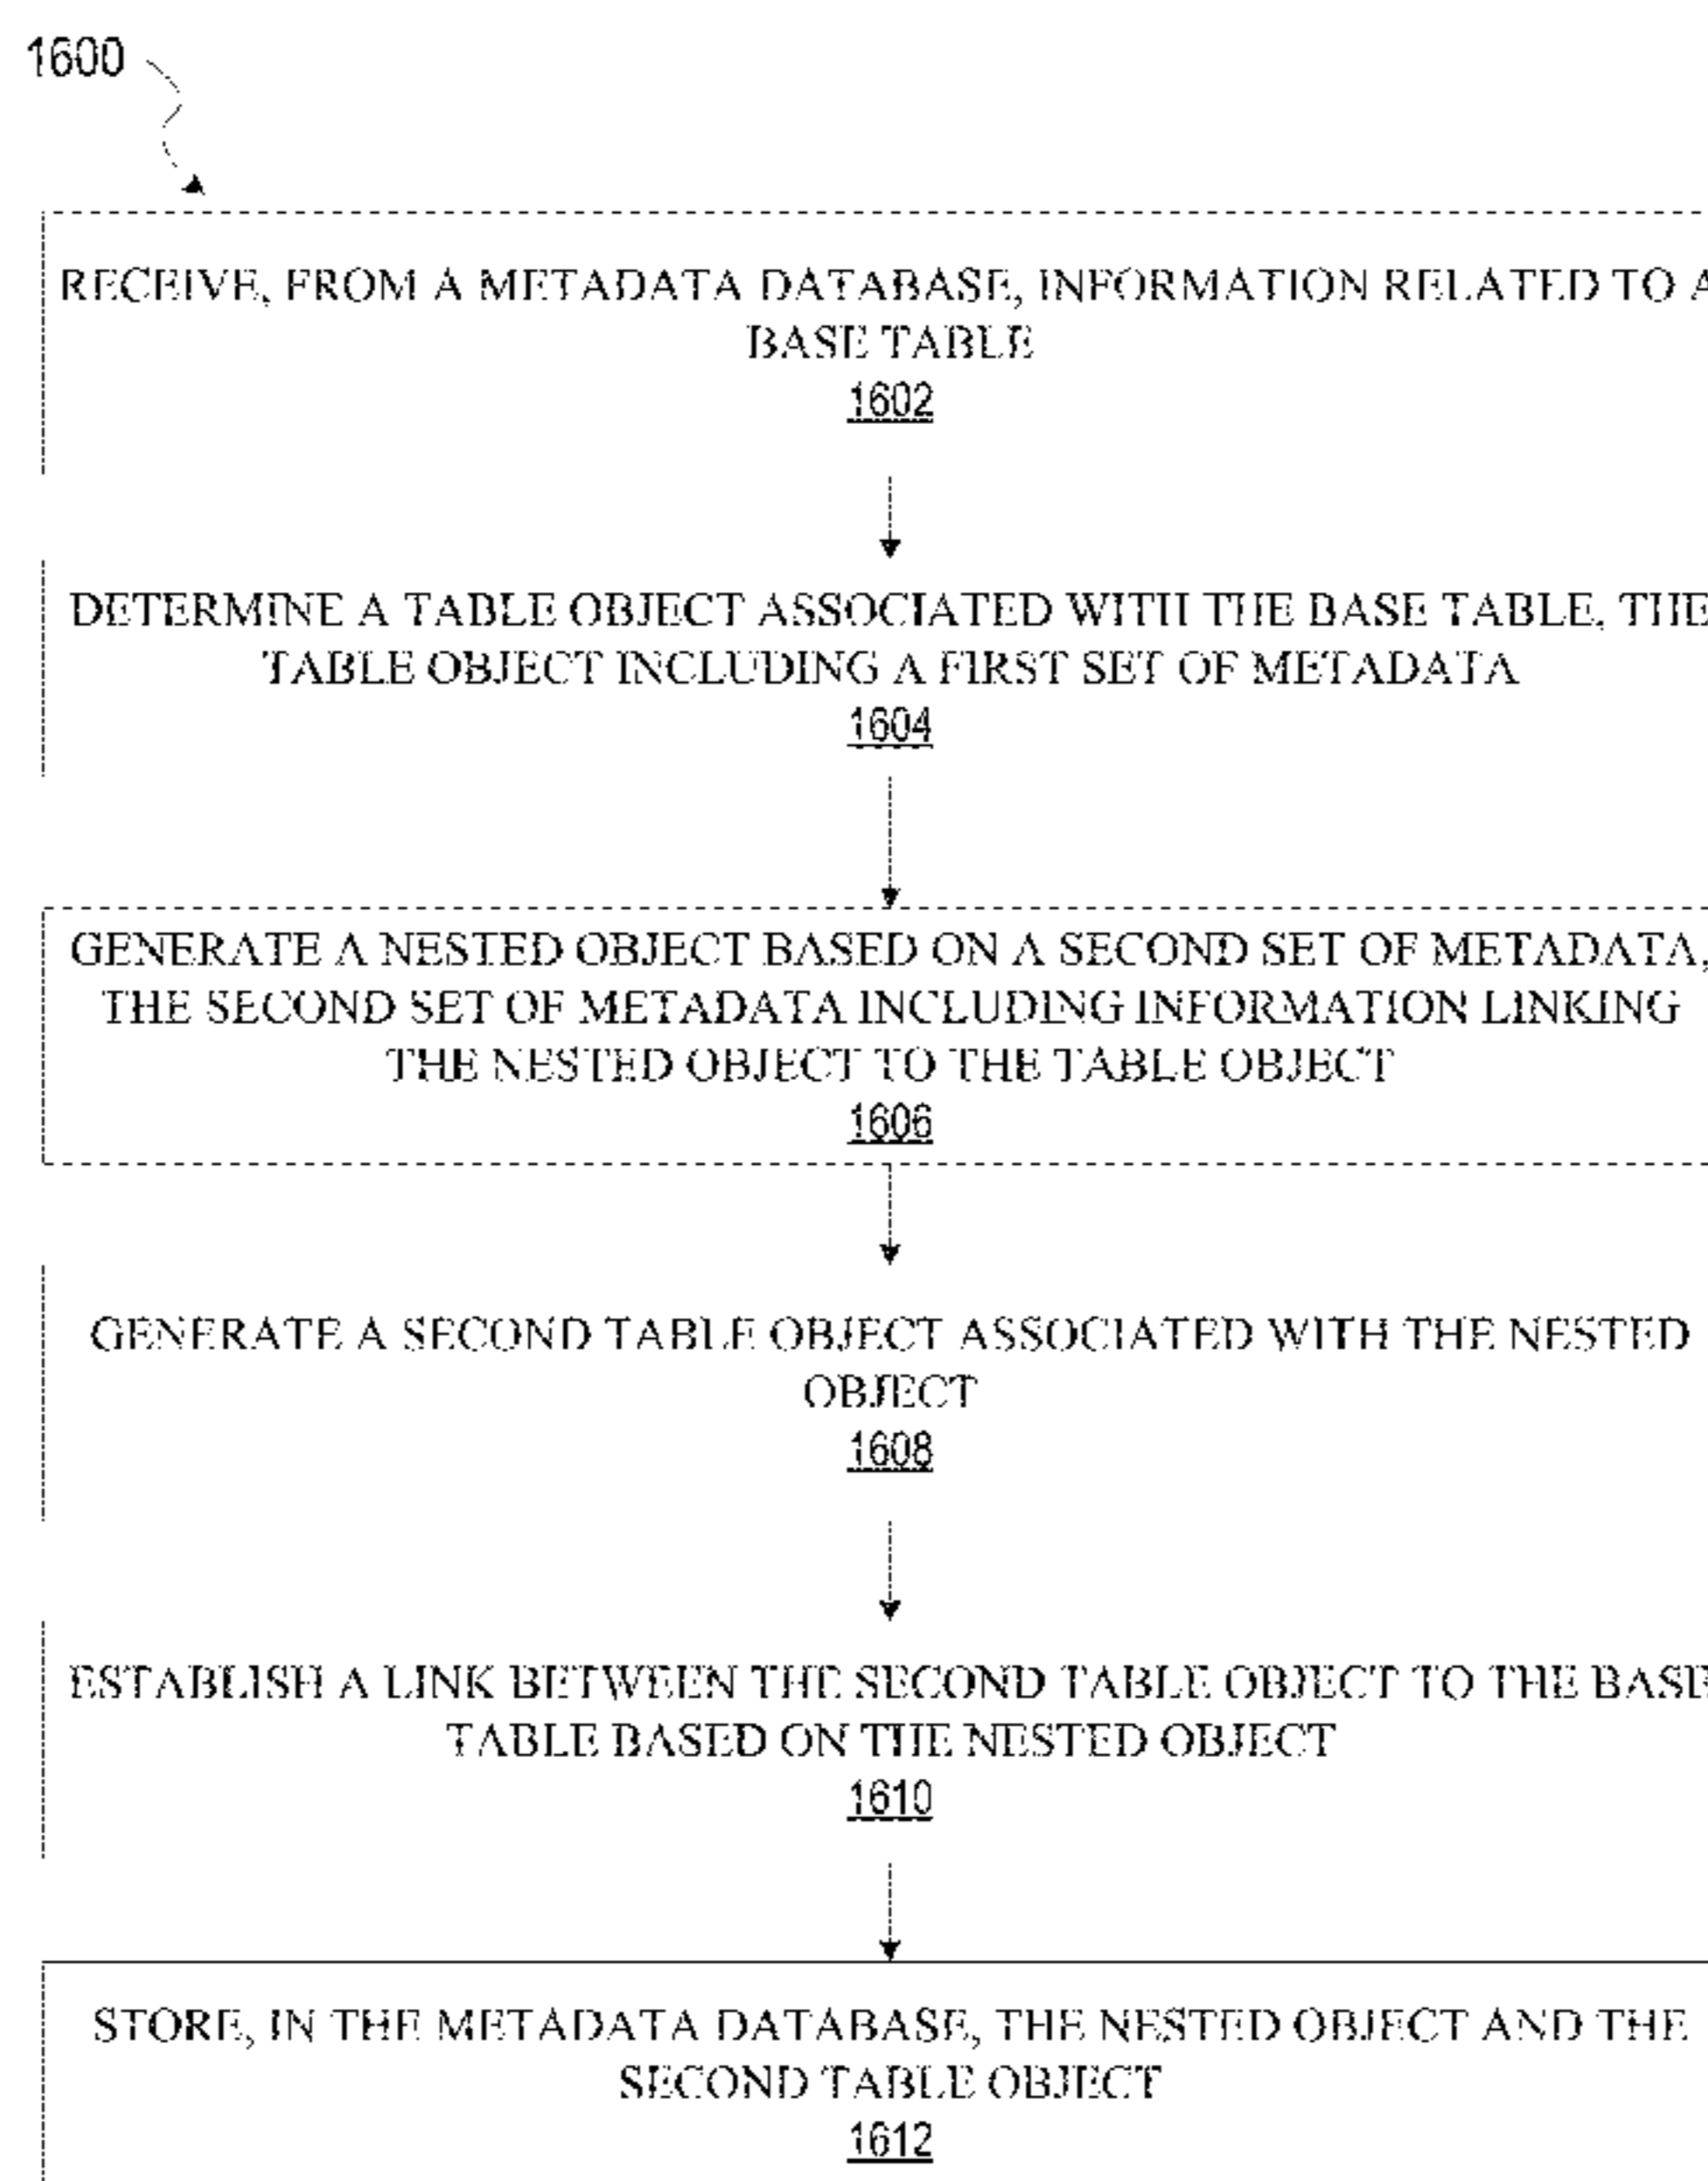 1600
RECEIVE, FROM A METADATA DATABASE, INFORMATION RELATED TO A
BASE TABLE
1602
DETERMINE A TABLE OBJECT ASSOCIATED WITH THE BASE TABLE, THE
TABLE OBJECT INCLUDING A FIRST SET OF METADATA
1604
GENERATE A NESTED OBJECT BASED ON A SECOND SET OF METADATA,
THE SECOND SET OF METADATA INCLUDING INFORMATION LINKING
THE NESTED OBJECT TO THE TABLE OBJECT
1606
GENERATE A SECOND TABLE OBJECT ASSOCIATED WITH THE NESTED
OBJECT
1608
ESTABLISH A LINK BETWEEN THE SECOND TABLE OBJECT TO THE BASE
TABLE BASED ON THE NESTED OBJECT
1610
STORE, IN THE METADATA DATABASE, THE NESTED OBJECT AND THE
SECOND TABLE OBJECT
1612